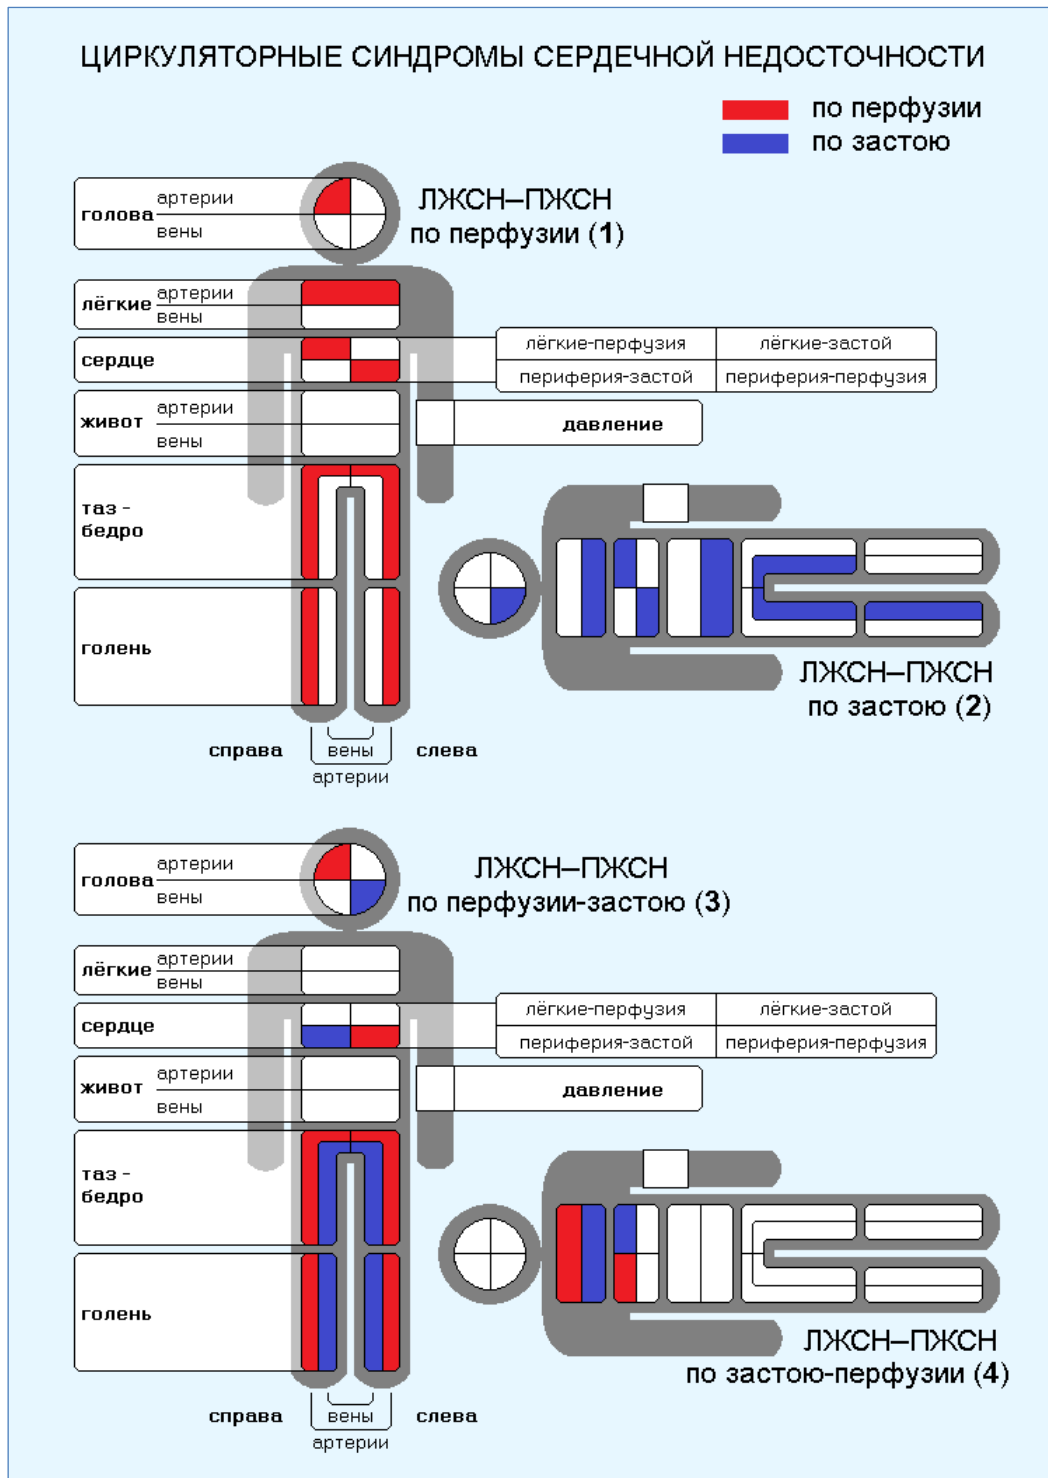 ЦИРКУЛЯТОРНЫЕ СИНДРОМЫ СЕРДЕЧНОЙ НЕДОСТОЧНОСТИ
по перфузии
по застою
ЛЖСН–ПЖСН
по перфузии (1)
голова
артерии
вены
лёгкие
артерии
вены
сердце
лёгкие-перфузия
лёгкие-застой
периферия-застой
периферия-перфузия
живот
артерии
вены
давление
таз -
бедро
голень
ЛЖСН–ПЖСН
по застою (2)
справа
вены
слева
артерии
ЛЖСН–ПЖСН
по перфузии-застою (3)
голова
артерии
вены
лёгкие
артерии
вены
сердце
лёгкие-перфузия
лёгкие-застой
периферия-застой
периферия-перфузия
живот
артерии
вены
давление
таз -
бедро
голень
ЛЖСН–ПЖСН
по застою-перфузии (4)
справа
вены
слева
артерии